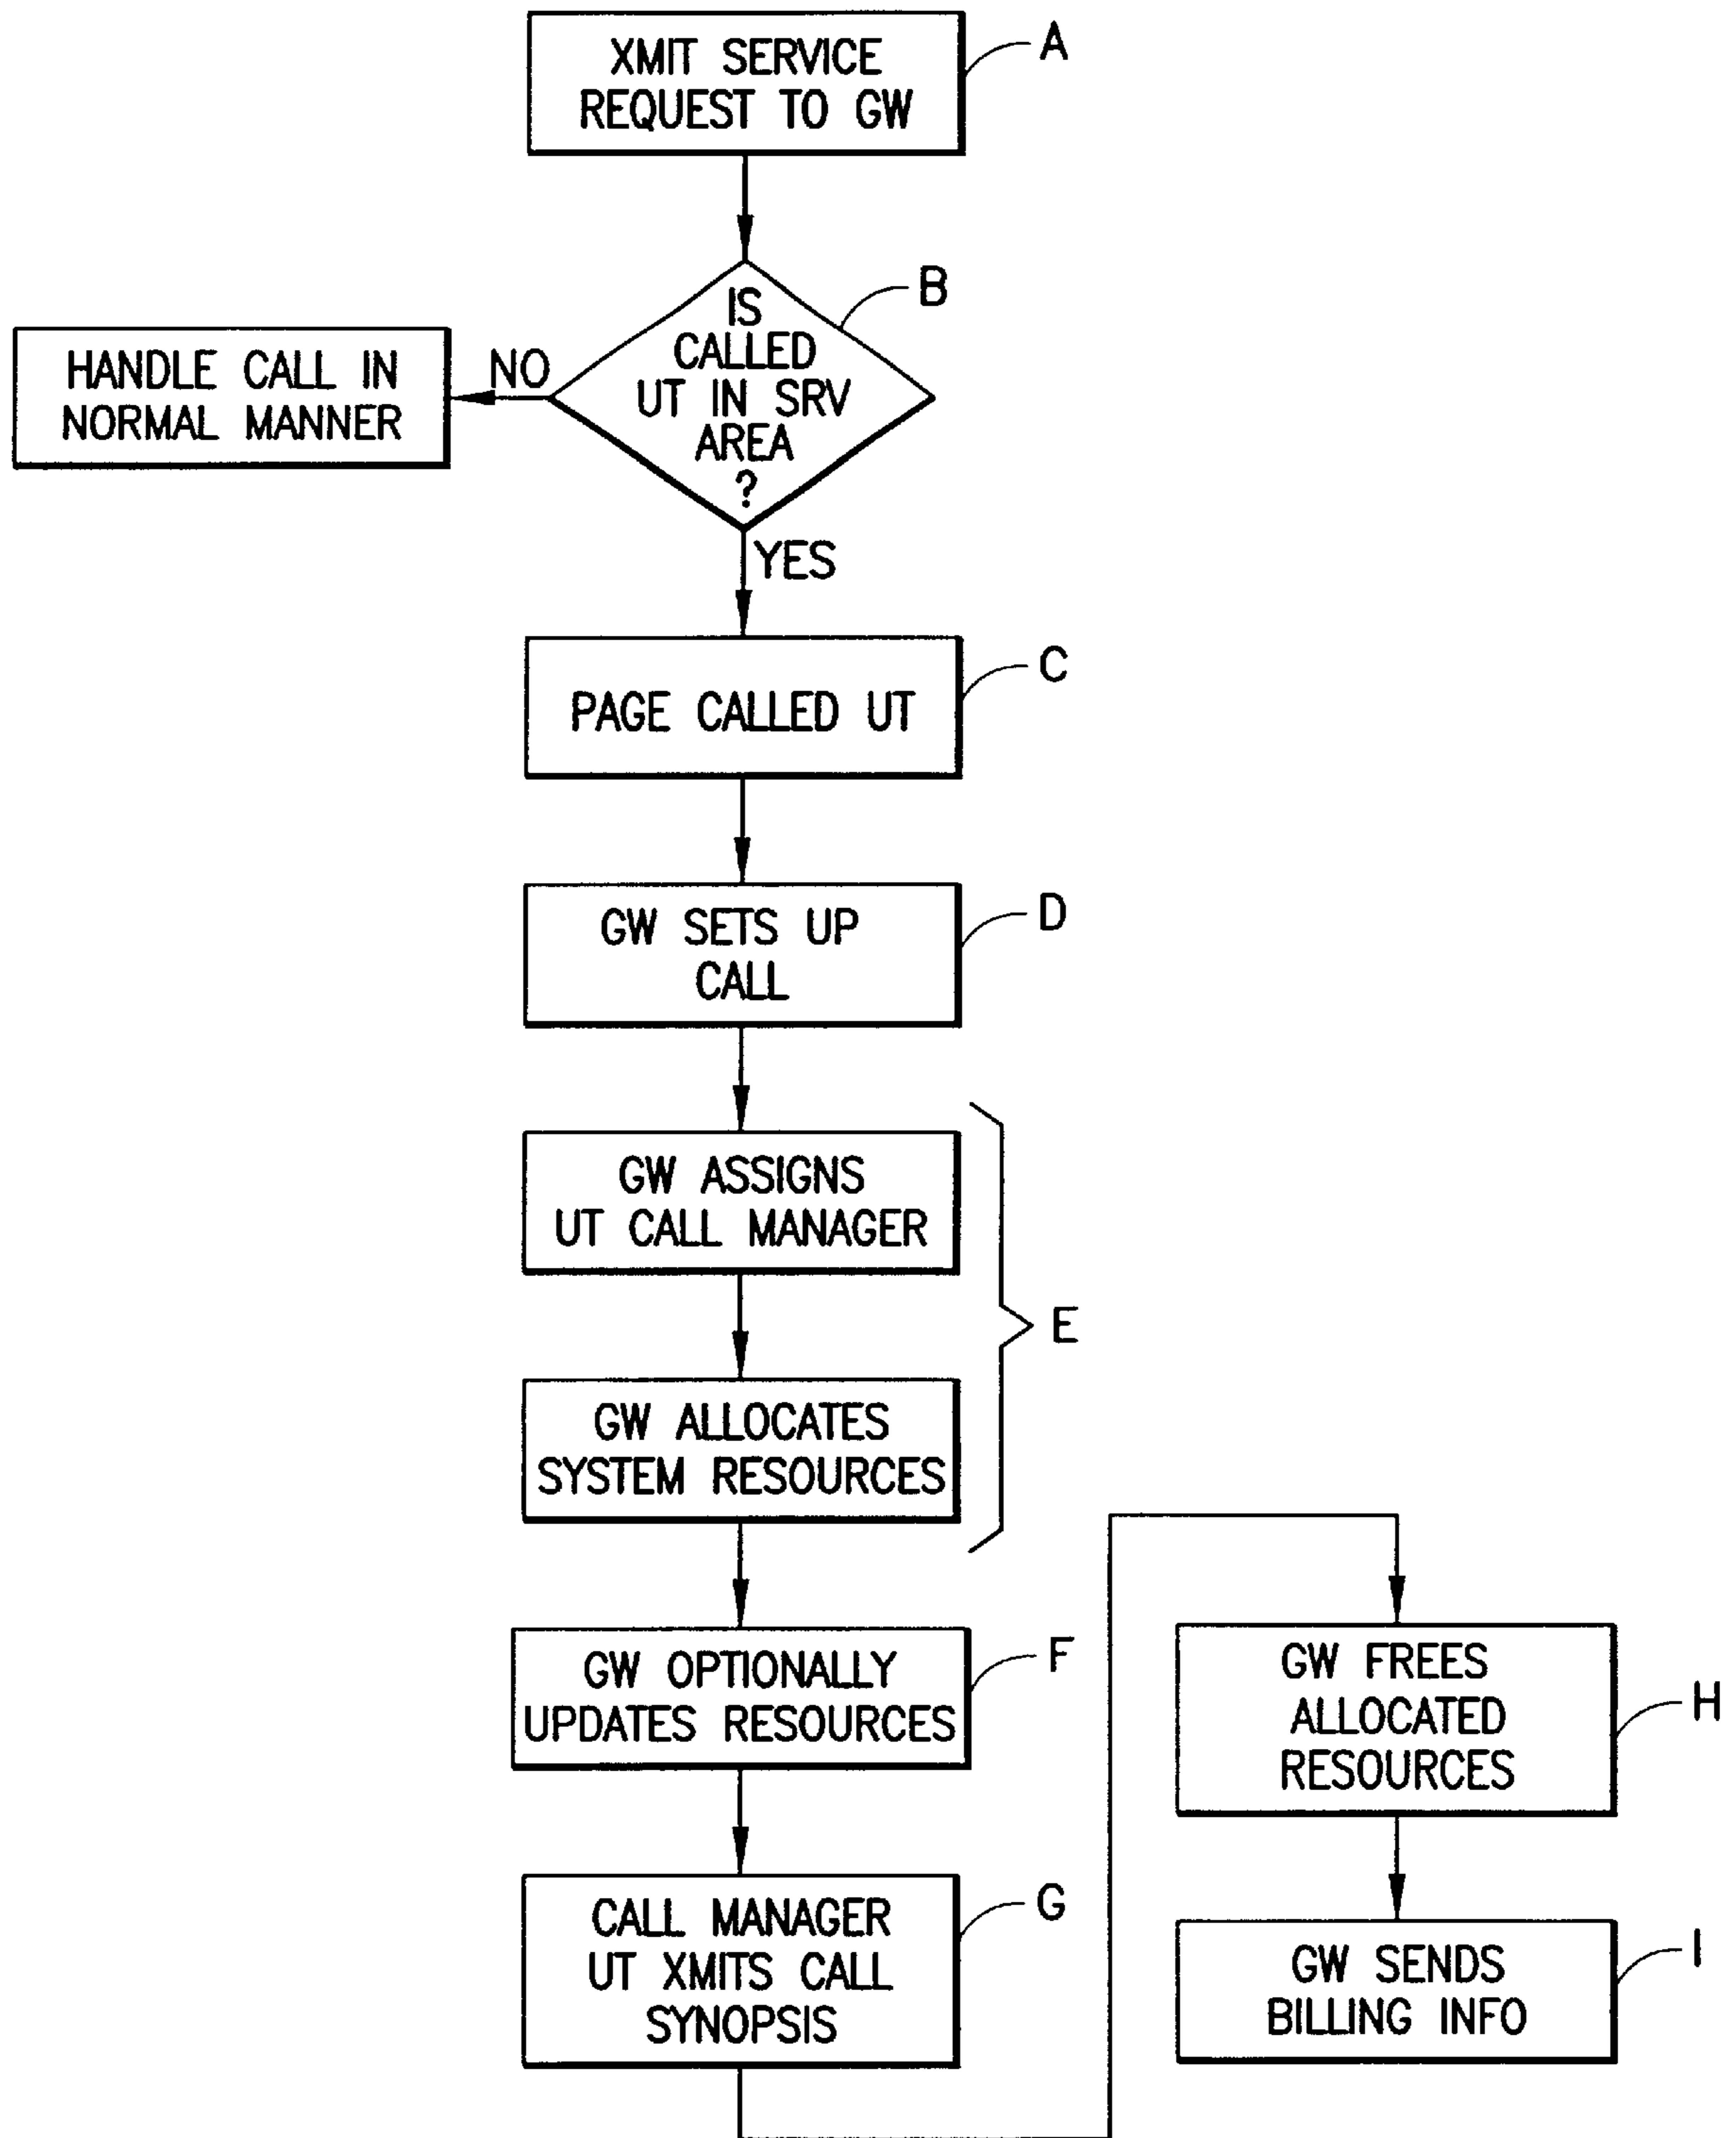 XMIT SERVICE
REQUEST TO GW
A
IS
CALLED
UT IN SRV
AREA
?
B
NO
HANDLE CALL IN
NORMAL MANNER
YES
PAGE CALLED UT
C
GW SETS UP
CALL
D
GW ASSIGNS
UT CALL MANAGER
GW ALLOCATES
SYSTEM RESOURCES
E
GW OPTIONALLY
UPDATES RESOURCES
F
CALL MANAGER
UT XMITS CALL
SYNOPSIS
G
GW FREES
ALLOCATED
RESOURCES
H
GW SENDS
BILLING INFO
I